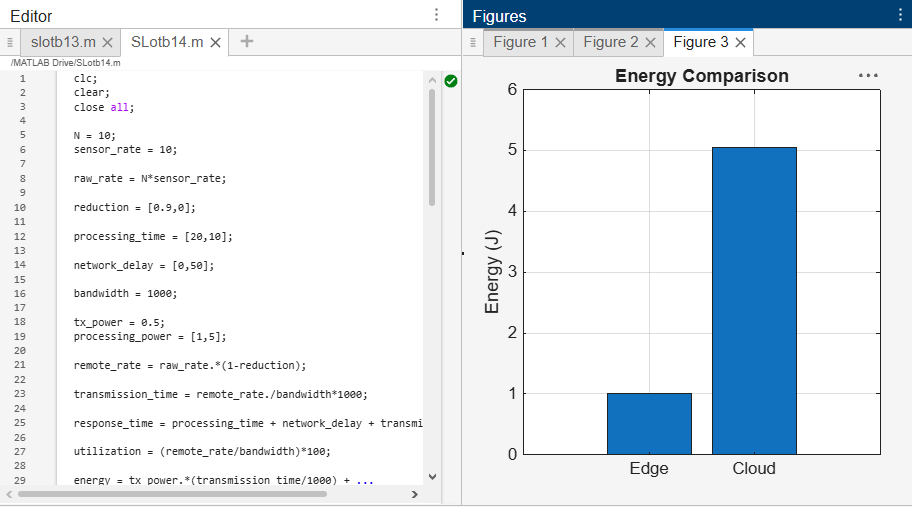 Editor
slotb13.m
SLotb14.m
/MATLAB Drive/SLotb14.m
1 clc;
2 clear;
3 close all;
4
5 N = 10;
6 sensor_rate = 10;
7
8 raw_rate = N*sensor_rate;
9
10 reduction = [0.9,0];
11
12 processing_time = [20,10];
13
14 network_delay = [0,50];
15
16 bandwidth = 1000;
17
18 tx_power = 0.5;
19 processing_power = [1,5];
20
21 remote_rate = raw_rate.*(1-reduction);
22
23 transmission_time = remote_rate./bandwidth*1000;
24
25 response_time = processing_time + network_delay + transmi
26
27 utilization = (remote_rate/bandwidth)*100;
28
29 energy = tx_power.*(transmission_time/1000) + ...
Figures
Figure 1
Figure 2
Figure 3
Energy Comparison
6
5
4
3
2
1
0
Energy (J)
Edge
Cloud